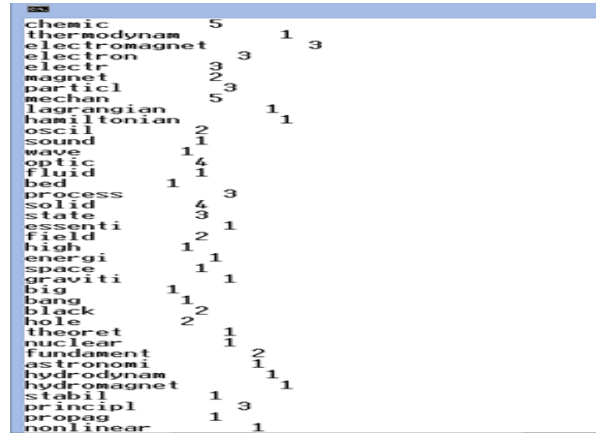 chemic 5
thermodynam 1
electromagnet 3
electron 3
electr 3
magnet 2
particl 3
mechan 5
lagrangian 1
hamiltonian 1
oscil 2
sound 1
wave 1
optic 4
fluid 1
bed 1
process 3
solid 4
state 3
essenti 1
field 2
high 1
energi 1
space 1
graviti 1
big 1
bang 1
black 2
hole 2
theoret 1
nuclear 1
fundament 2
astronomi 1
hydrodynam 1
hydromagnet 1
stabil 1
principl 3
propag 1
nonlinear 1